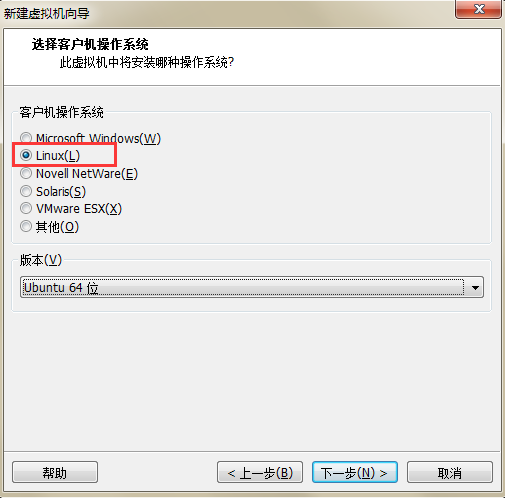 新建虚拟机向导
选择客户机操作系统
此虚拟机中将安装哪种操作系统?
客户机操作系统
Microsoft Windows(W)
Linux(L)
Novell NetWare(E)
Solaris(S)
VMware ESX(X)
其他(O)
版本(V)
Ubuntu 64 位
帮助
< 上一步(B)
下一步(N) >
取消